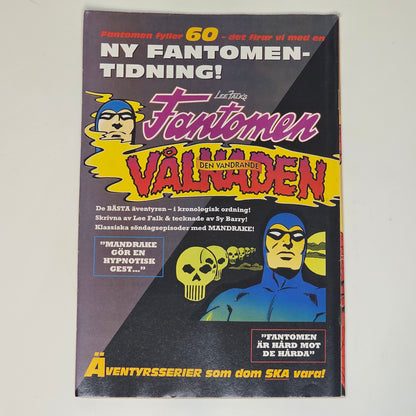 Fantomen fyller 60 – det firar vi med en
NY FANTOMEN-
TIDNING!
LEE FALK'S
Fantomen
DEN VANDRANDE
VÅLNADEN
De BÄSTA äventyren – i kronologisk ordning!
Skrivna av Lee Falk & tecknade av Sy Barry!
Klassiska söndagsepisoder med MANDRAKE!
"MANDRAKE
GÖR EN
HYPNOTISK
GEST..."
"FANTOMEN
ÄR HÅRD MOT
DE HÅRDA"
ÄVENTYRSSERIER som dom SKA vara!